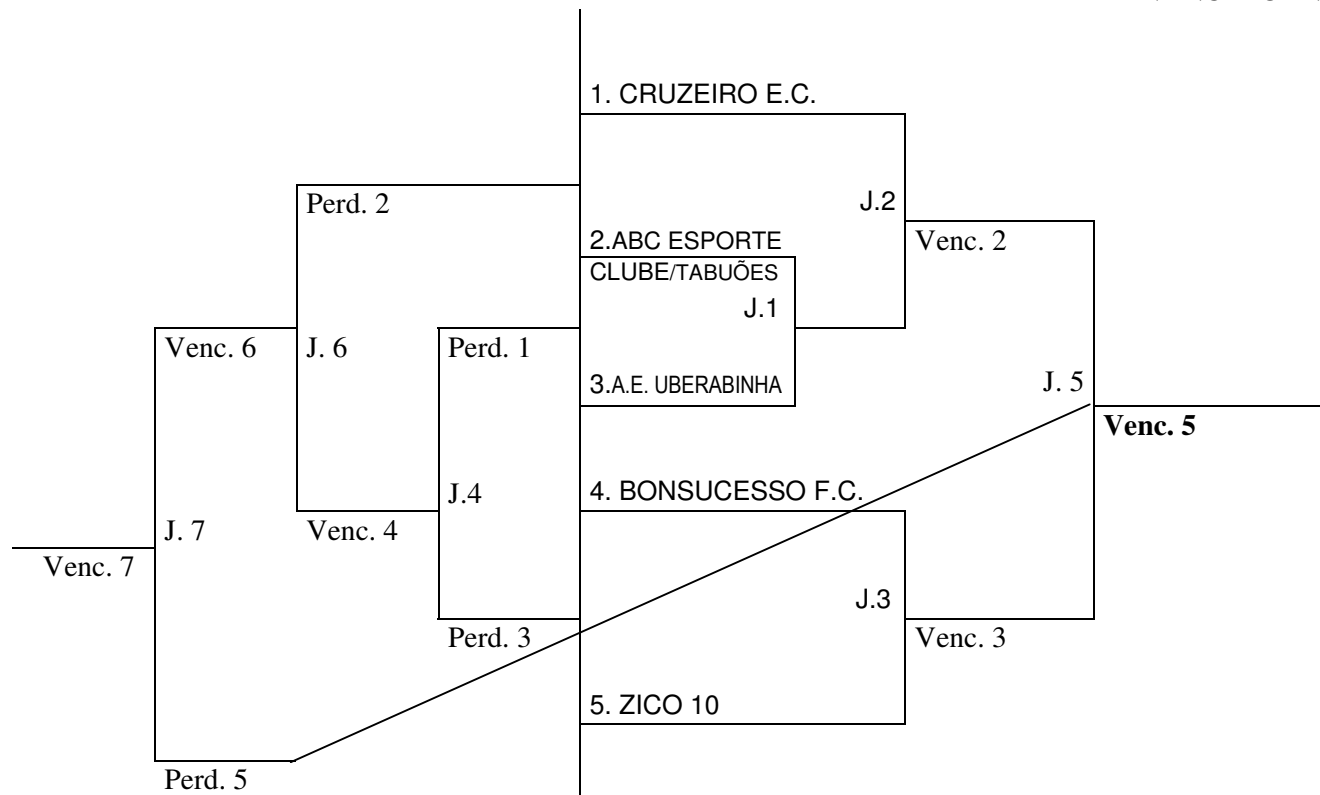 1. CRUZEIRO E.C.
Perd. 2
J.2
2.ABC ESPORTE
CLUBE/TABUÕES
Venc. 2
J.1
Venc. 6
J. 6
Perd. 1
3.A.E. UBERABINHA
J. 5
Venc. 5
J.4
4. BONSUCESSO F.C.
J. 7
Venc. 4
Venc. 7
J.3
Perd. 3
Venc. 3
5. ZICO 10
Perd. 5